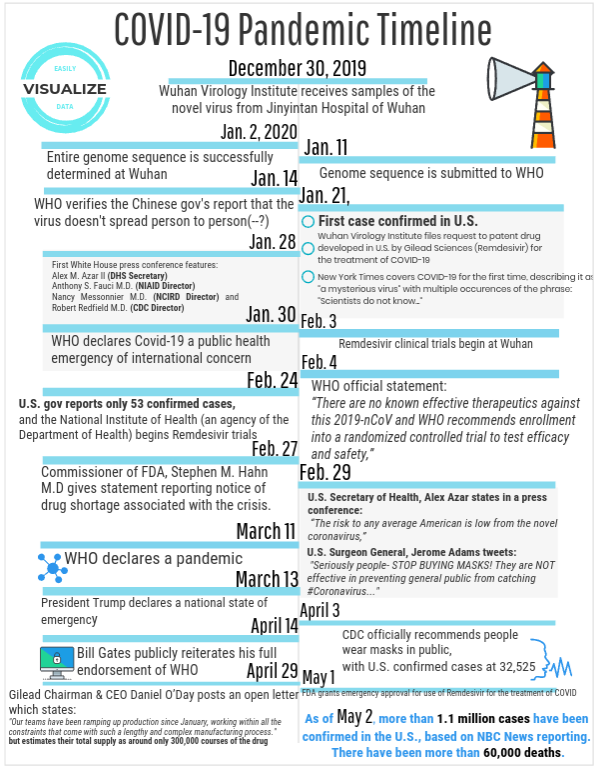 COVID-19 Pandemic Timeline
EASILY
VISUALIZE
DATA
December 30, 2019
Wuhan Virology Institute receives samples of the
novel virus from Jinyintan Hospital of Wuhan
Jan. 2, 2020
Entire genome sequence is successfully
determined at Wuhan
Jan. 11
Genome sequence is submitted to WHO
Jan. 14
WHO verifies the Chinese gov's report that the
virus doesn't spread person to person(--?)
Jan. 21,
First case confirmed in U.S.
Wuhan Virology Institute files request to patent drug
developed in U.S. by Gilead Sciences (Remdesivir) for
the treatment of COVID-19
New York Times covers COVID-19 for the first time, describing it as
"a mysterious virus" with multiple occurences of the phrase:
"Scientists do not know..."
Jan. 28
First White House press conference features:
Alex M. Azar II (DHS Secretary)
Anthony S. Fauci M.D. (NIAID Director)
Nancy Messonnier M.D. (NCIRD Director) and
Robert Redfield M.D. (CDC Director)
Jan. 30
WHO declares Covid-19 a public health
emergency of international concern
Feb. 3
Remdesivir clinical trials begin at Wuhan
Feb. 4
WHO official statement:
“There are no known effective therapeutics against
this 2019-nCoV and WHO recommends enrollment
into a randomized controlled trial to test efficacy
and safety,”
Feb. 24
U.S. gov reports only 53 confirmed cases,
and the National Institute of Health (an agency of the
Department of Health) begins Remdesivir trials
Feb. 27
Commissioner of FDA, Stephen M. Hahn
M.D gives statement reporting notice of
drug shortage associated with the crisis.
Feb. 29
U.S. Secretary of Health, Alex Azar states in a press
conference:
“The risk to any average American is low from the novel
coronavirus,”
U.S. Surgeon General, Jerome Adams tweets:
"Seriously people- STOP BUYING MASKS! They are NOT
effective in preventing general public from catching
#Coronavirus..."
March 11
WHO declares a pandemic
March 13
President Trump declares a national state of
emergency
April 3
CDC officially recommends people
wear masks in public,
with U.S. confirmed cases at 32,525
April 14
Bill Gates publicly reiterates his full
endorsement of WHO
April 29
Gilead Chairman & CEO Daniel O'Day posts an open letter
which states:
"Our teams have been ramping up production since January, working within all the
constraints that come with such a lengthy and complex manufacturing process."
but estimates their total supply as around only 300,000 courses of the drug
May 1
FDA grants emergency approval for use of Remdesivir for the treatment of COVID
As of May 2, more than 1.1 million cases have been
confirmed in the U.S., based on NBC News reporting.
There have been more than 60,000 deaths.